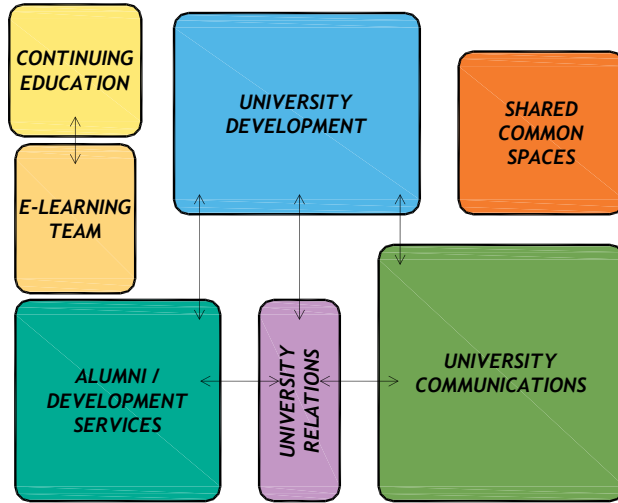 CONTINUING
EDUCATION
UNIVERSITY
DEVELOPMENT
SHARED
COMMON
SPACES
E-LEARNING
TEAM
ALUMNI /
DEVELOPMENT
SERVICES
UNIVERSITY
RELATIONS
UNIVERSITY
COMMUNICATIONS